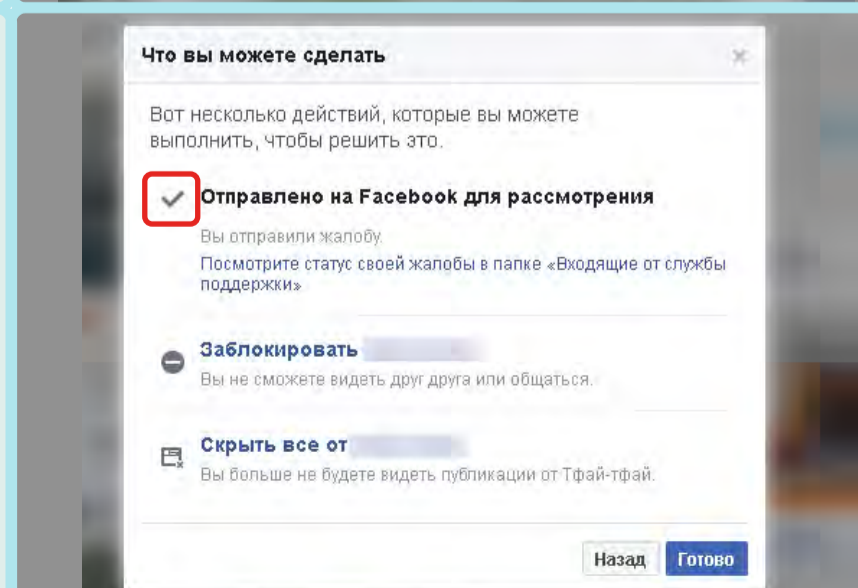 Что вы можете сделать
Вот несколько действий, которые вы можете
выполнить, чтобы решить это.
Отправлено на Facebook для рассмотрения
Вы отправили жалобу.
Посмотрите статус своей жалобы в папке «Входящие от службы
поддержки»
Заблокировать
Вы не сможете видеть друг друга или общаться.
Скрыть все от
Вы больше не будете видеть публикации от Тфай-тфай.
Назад Готово